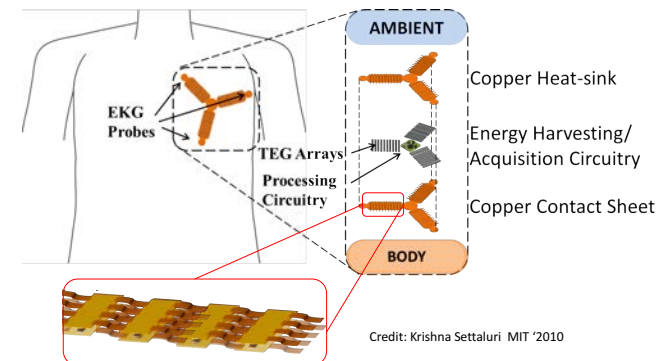 AMBIENT
Copper Heat-sink
EKG
Probes
TEG Arrays
Processing
Circuitry
Energy Harvesting/
Acquisition Circuitry
Copper Contact Sheet
BODY
Credit: Krishna Settaluri MIT ‘2010